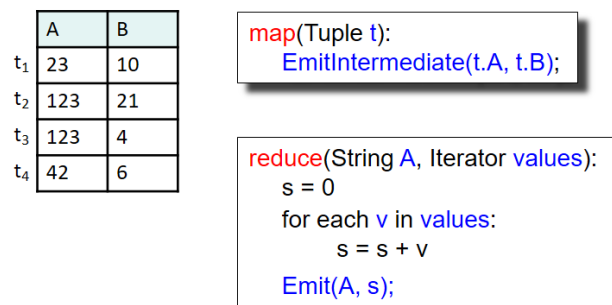 A B
t1 23 10
t2 123 21
t3 123 4
t4 42 6
map(Tuple t):
EmitIntermediate(t.A, t.B);
reduce(String A, Iterator values):
s = 0
for each v in values:
s = s + v
Emit(A, s);